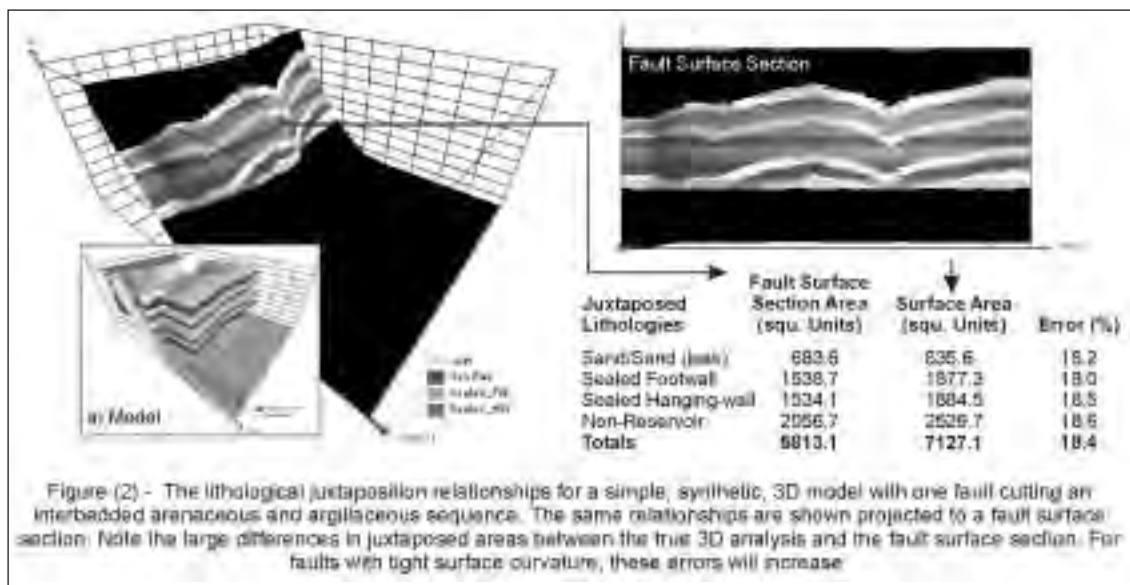 Fault Surface Section
a) Model
Juxtaposed
Lithologies
Fault Surface
Section Area
(squ. Units)
Surface Area
(squ. Units)
Error (%)
Sand/Sand (leak) 683.6 835.6 18.2
Sealed Footwall 1538.7 1877.3 18.0
Sealed Hanging-wall 1534.1 1884.5 18.5
Non-Reservoir 2056.7 2529.7 18.6
Totals 5813.1 7127.1 18.4
Figure (2) - The lithological juxtaposition relationships for a simple, synthetic, 3D model with one fault cutting an
interbedded arenaceous and argillaceous sequence. The same relationships are shown projected to a fault surface
section. Note the large differences in juxtaposed areas between the true 3D analysis and the fault surface section. For
faults with tight surface curvature, these errors will increase